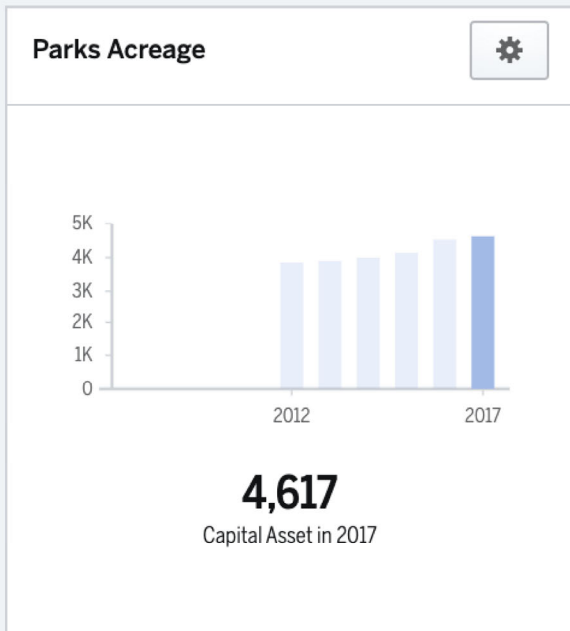 Parks Acreage
5K
4K
3K
2K
1K
0
2012 2017
4,617
Capital Asset in 2017